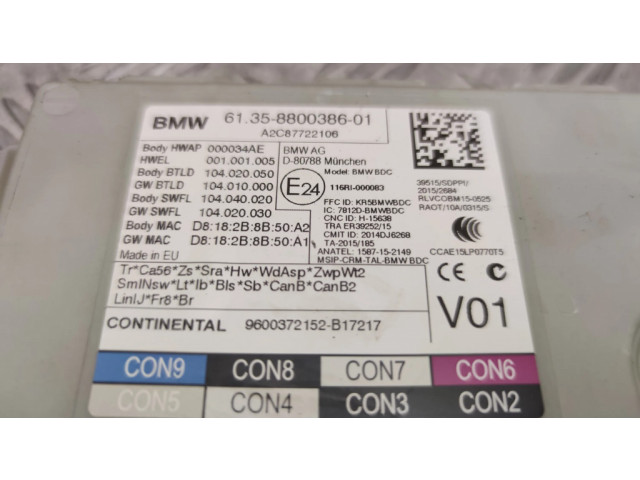 BMW 61.35-8800386-01
A2C87722106
Body HWAP 000034AE
HWEL 001.001.005
Body BTLD 104.020.050
GW BTLD 104.010.000
Body SWFL 104.040.020
GW SWFL 104.020.030
Body MAC D8:18:2B:8B:50:A2
GW MAC D8:18:2B:8B:50:A1
Made in EU
BMW AG
D-80788 München
Model: BMW BDC
E24
116RI-000083
FFC ID: KR5BMWBDC
IC: 7812D-BMWBDC
CNC ID: H-15638
TRA ER39252/15
CMIT ID: 2014DJ6268
TA-2015/185
ANATEL: 1587-15-2149
MSIP-CRM-TAL-BMW BDC
39515/SDPPI/
2015/2684
RLVCOBM15-0525
RAQT/10A/0315/S
CCAE15LP0770T5
Tr*Ca56*Zs*Sra*Hw*WdAsp*ZwpWt2
SmlNsw*Lt*Ib*Bls*Sb*CanB*CanB2
LinIJ*Fr8*Br
CE
V01
CONTINENTAL 9600372152-B17217
CON9 CON8 CON7 CON6
CON5 CON4 CON3 CON2